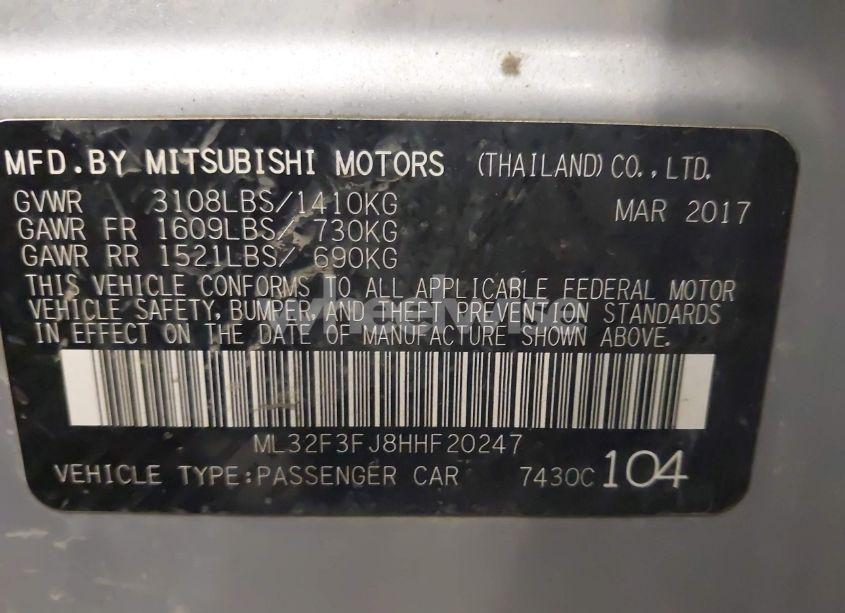 MFD.BY MITSUBISHI MOTORS (THAILAND) CO., LTD.
GVWR 3108LBS/1410KG MAR 2017
GAWR FR 1609LBS/ 730KG
GAWR RR 1521LBS/ 690KG
THIS VEHICLE CONFORMS TO ALL APPLICABLE FEDERAL MOTOR
VEHICLE SAFETY, BUMPER, AND THEFT PREVENTION STANDARDS
IN EFFECT ON THE DATE OF MANUFACTURE SHOWN ABOVE.
ML32F3FJ8HHF20247
VEHICLE TYPE:PASSENGER CAR 7430C 104